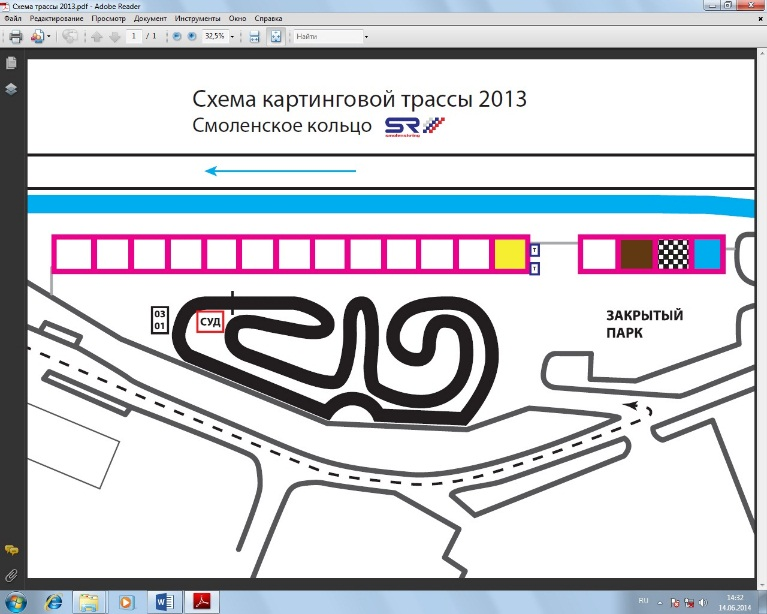 Схема трассы 2013.pdf - Adobe Reader
Файл Редактирование Просмотр Документ Инструменты Окно Справка
1 / 1 32,5% Найти
Схема картинговой трассы 2013
Смоленское кольцо SR
smolenskring
Т
Т
03
01
СУД
ЗАКРЫТЫЙ
ПАРК
RU 14:32
14.06.2014